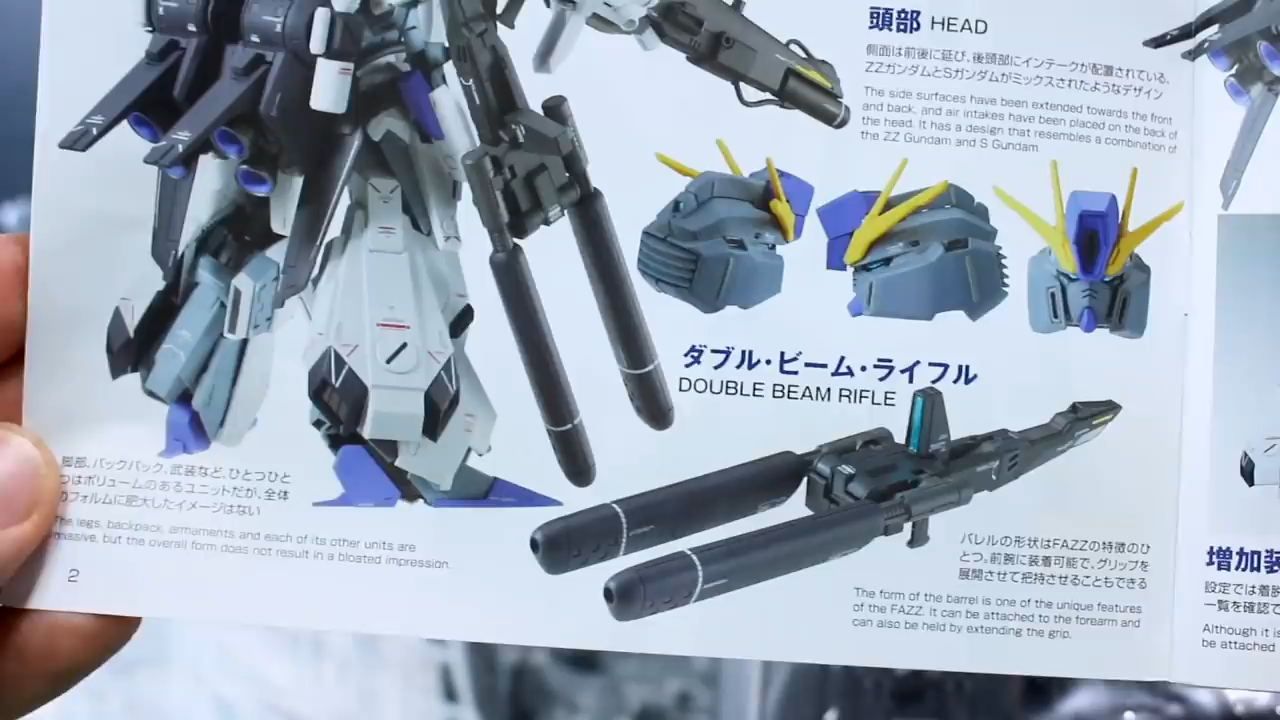 頭部 HEAD
側面は前後に延び、後頭部にインテークが配置されている。
ZZガンダムとSガンダムがミックスされたようなデザイン
The side surfaces have been extended towards the front
and back, and air intakes have been placed on the back of
the head. It has a design that resembles a combination of
the ZZ Gundam and S Gundam.
ダブル・ビーム・ライフル
DOUBLE BEAM RIFLE
脚部、バックパック、武装など、ひとつひと
つはボリュームのあるユニットだが、全体
のフォルムに肥大したイメージはない
The legs, backpack, armaments and each of its other units are
massive, but the overall form does not result in a bloated impression.
2
バレルの形状はFAZZの特徴のひ
とつ。前腕に装着可能で、グリップを
展開させて把持させることもできる
The form of the barrel is one of the unique features
of the FAZZ. It can be attached to the forearm and
can also be held by extending the grip.
増加装
設定では着脱
一覧を確認で
Although it is
be attached